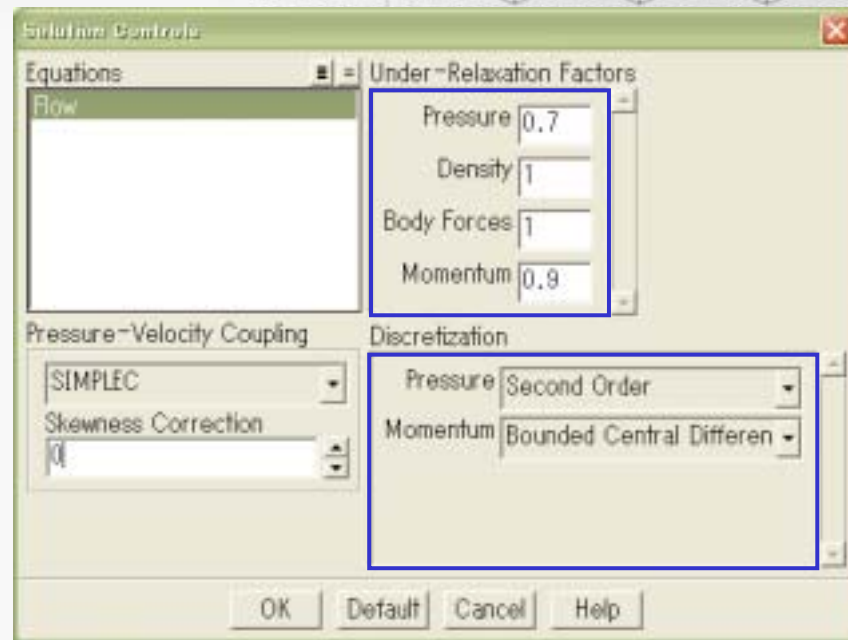 Solution Controls
Equations
Flow
Under-Relaxation Factors
Pressure 0.7
Density 1
Body Forces 1
Momentum 0.9
Pressure-Velocity Coupling
SIMPLEC
Skewness Correction
0
Discretization
Pressure Second Order
Momentum Bounded Central Differen
OK Default Cancel Help